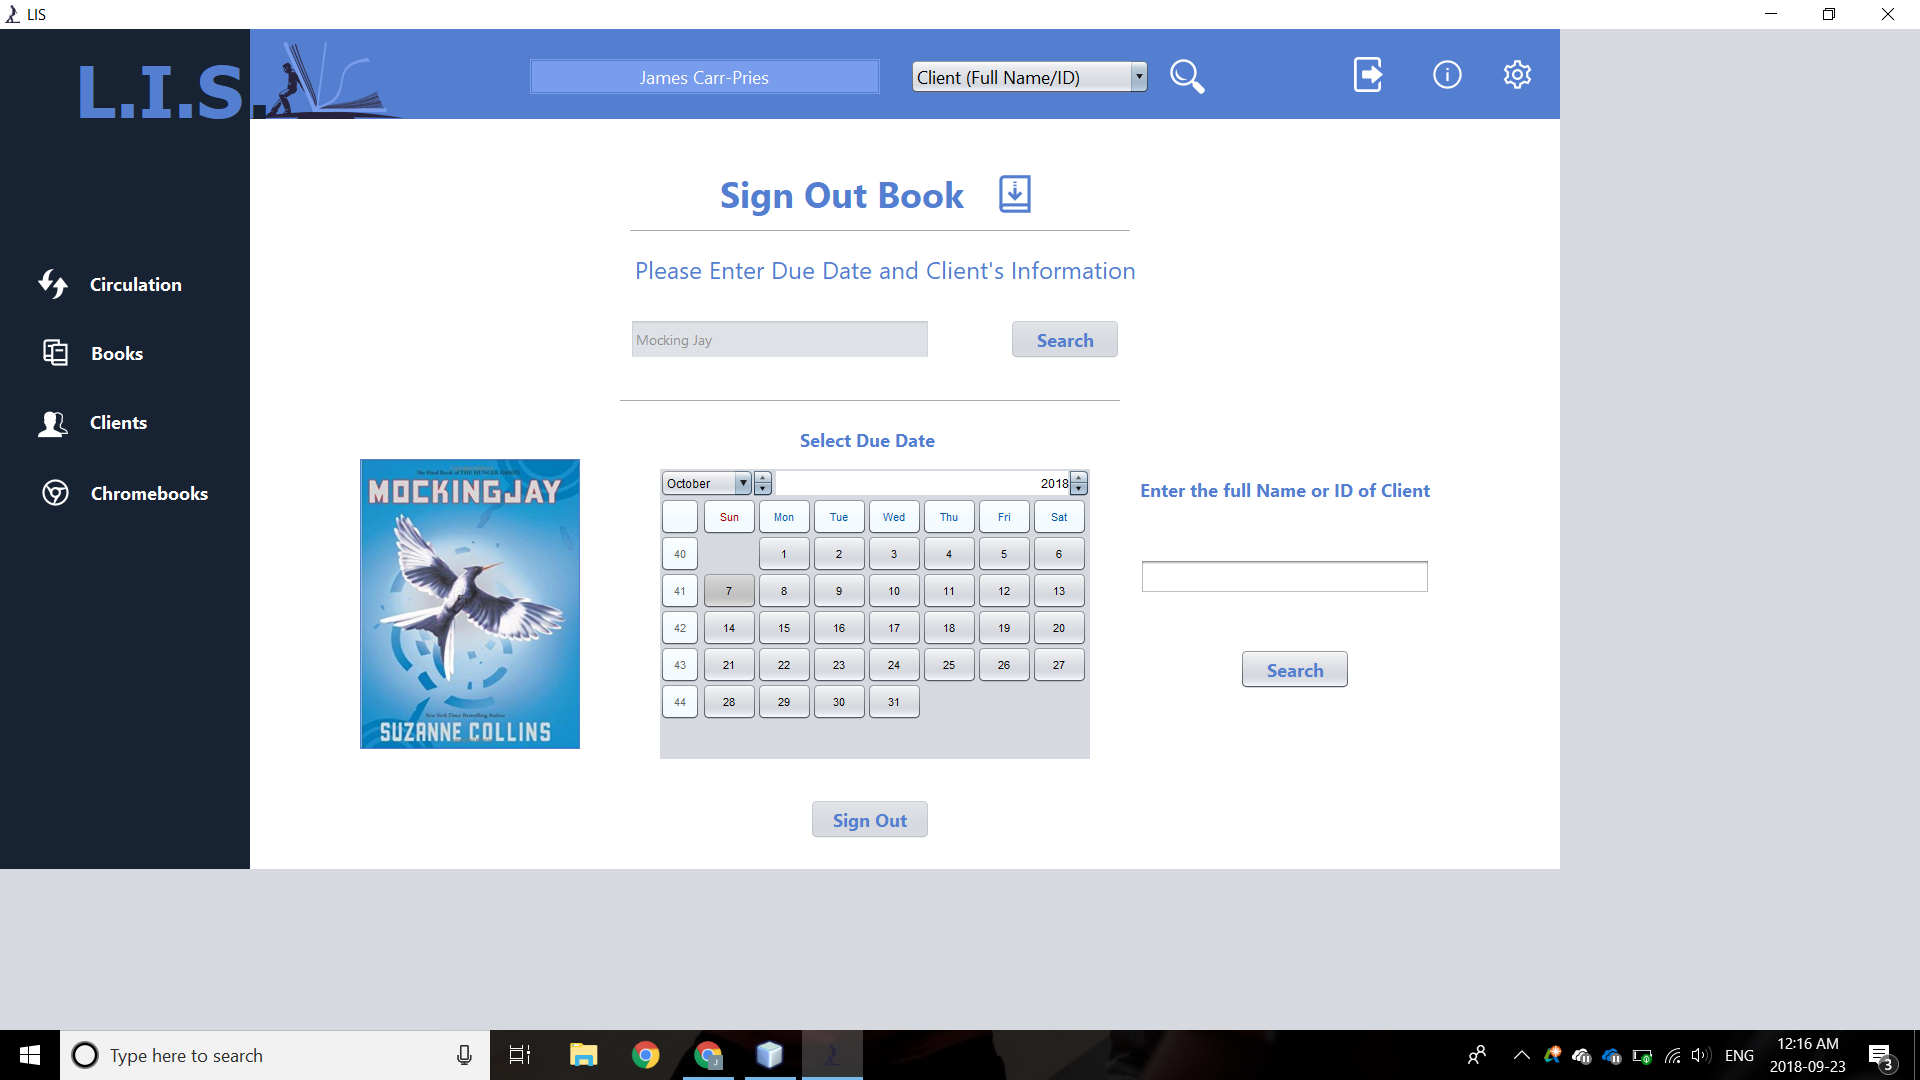 LIS
L.I.S.
James Carr-Pries
Client (Full Name/ID)
Circulation
Books
Clients
Chromebooks
Sign Out Book
Please Enter Due Date and Client's Information
Mocking Jay
Search
Select Due Date
The Final Book of THE HUNGER GAMES
MOCKINGJAY
New York Times Bestselling Author
SUZANNE COLLINS
October 2018
Sun Mon Tue Wed Thu Fri Sat
40 1 2 3 4 5 6
41 7 8 9 10 11 12 13
42 14 15 16 17 18 19 20
43 21 22 23 24 25 26 27
44 28 29 30 31
Enter the full Name or ID of Client
Search
Sign Out
Type here to search
J
ENG
12:16 AM
2018-09-23
3